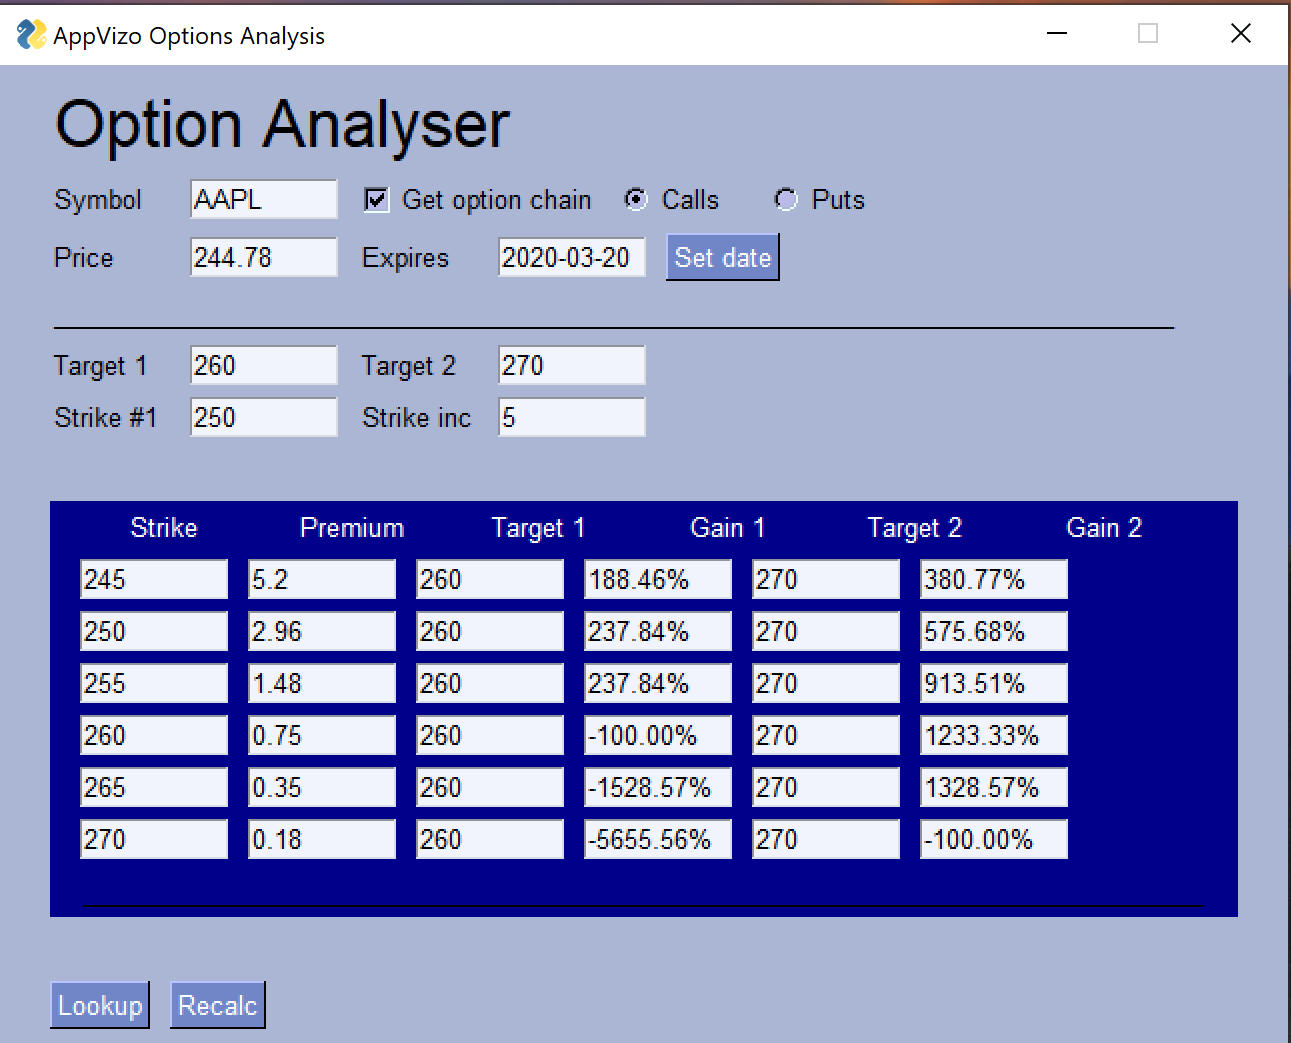 AppVizo Options Analysis
Option Analyser
Symbol AAPL Get option chain Calls Puts
Price 244.78 Expires 2020-03-20 Set date
Target 1 260 Target 2 270
Strike #1 250 Strike inc 5
Strike Premium Target 1 Gain 1 Target 2 Gain 2
245 5.2 260 188.46% 270 380.77%
250 2.96 260 237.84% 270 575.68%
255 1.48 260 237.84% 270 913.51%
260 0.75 260 -100.00% 270 1233.33%
265 0.35 260 -1528.57% 270 1328.57%
270 0.18 260 -5655.56% 270 -100.00%
Lookup Recalc